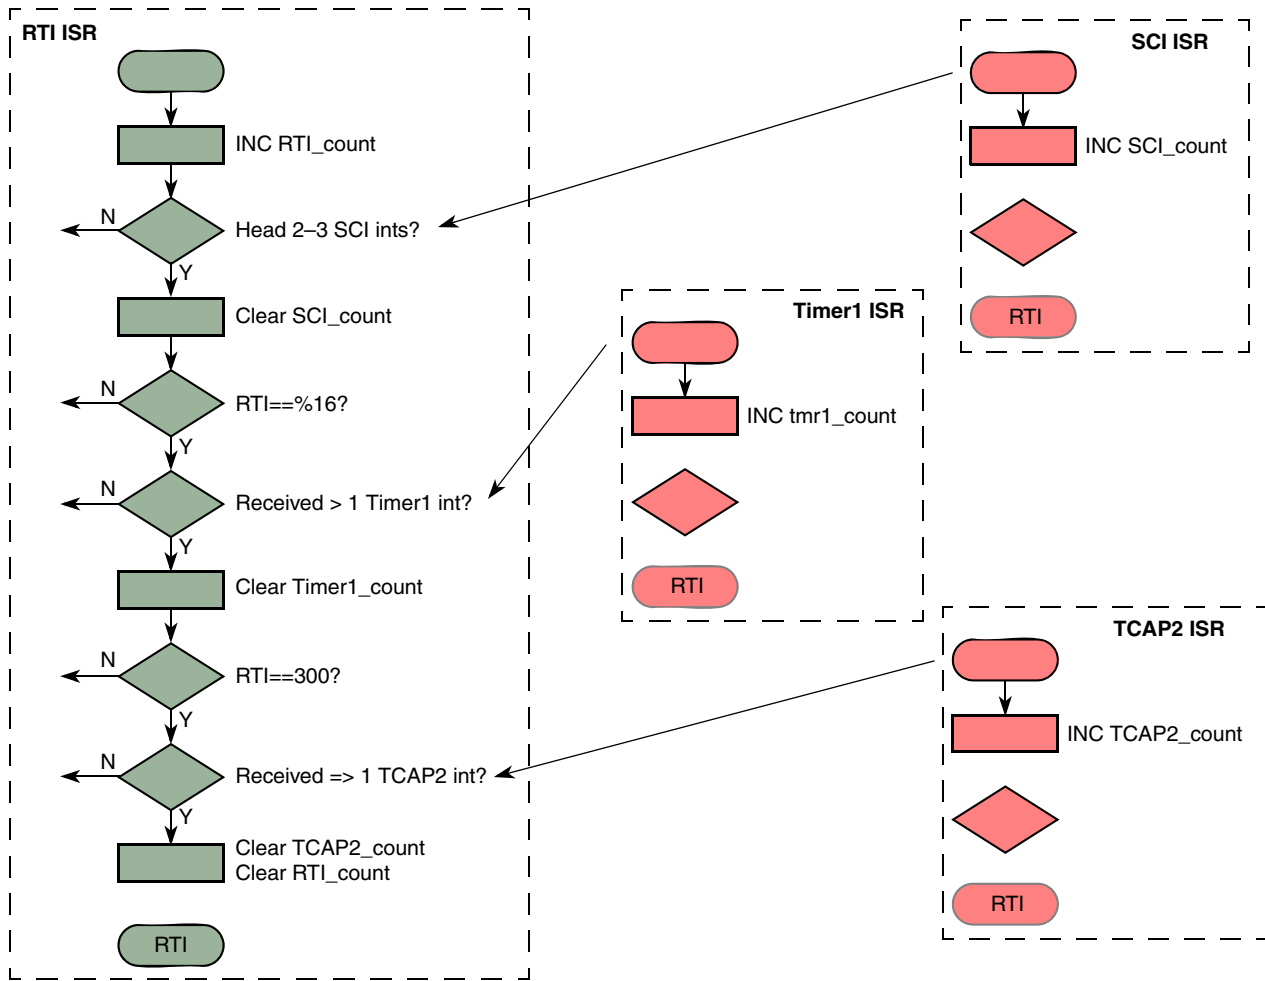 RTI ISR
INC RTI_count
N
Head 2–3 SCI ints?
Y
Clear SCI_count
N
RTI==%16?
Y
N
Received > 1 Timer1 int?
Y
Clear Timer1_count
N
RTI==300?
Y
N
Received => 1 TCAP2 int?
Y
Clear TCAP2_count
Clear RTI_count
RTI
SCI ISR
INC SCI_count
RTI
Timer1 ISR
INC tmr1_count
RTI
TCAP2 ISR
INC TCAP2_count
RTI